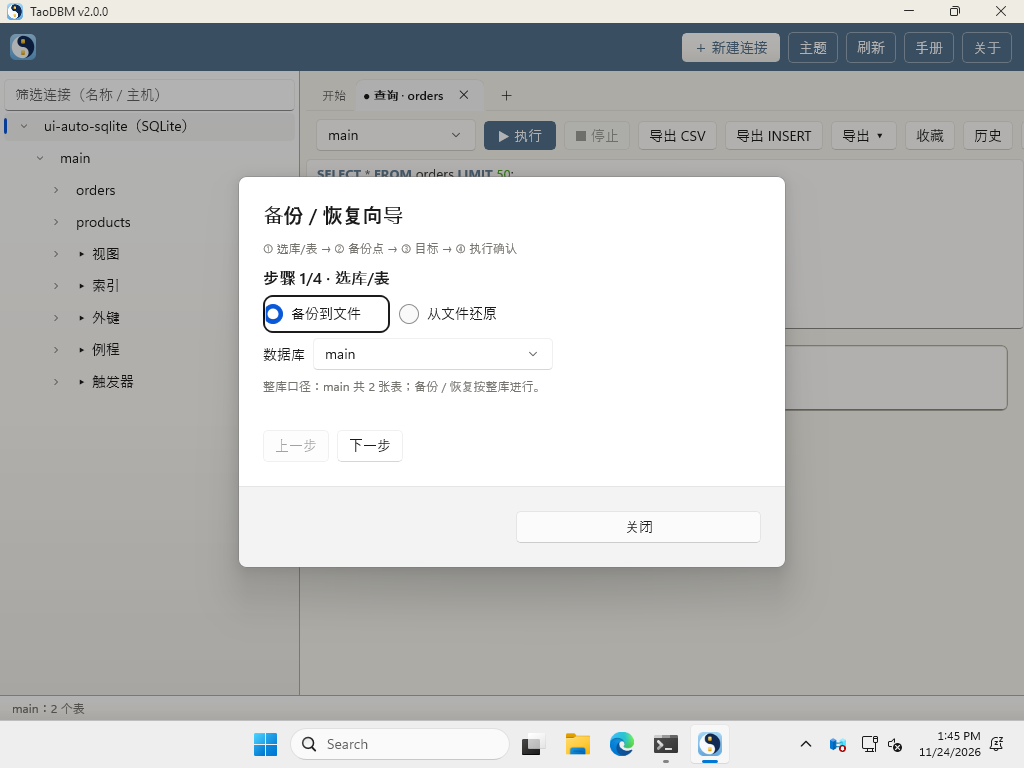 TaoDBM v2.0.0
+ 新建连接 主题 刷新 手册 关于
筛选连接（名称 / 主机）
ui-auto-sqlite（SQLite）
main
orders
products
视图
索引
外键
例程
触发器
开始 • 查询 · orders
main 执行 停止 导出 CSV 导出 INSERT 导出 收藏 历史
SELECT * FROM orders LIMIT 50;
备份 / 恢复向导
① 选库/表 → ② 备份点 → ③ 目标 → ④ 执行确认
步骤 1/4 · 选库/表
备份到文件 从文件还原
数据库 main
整库口径：main 共 2 张表；备份 / 恢复按整库进行。
上一步 下一步
关闭
main：2 个表
Search
1:45 PM
11/24/2026